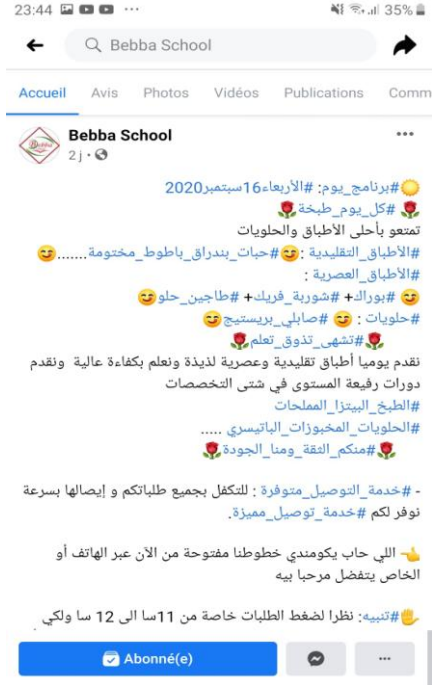 23:44 35%
Bebba School
Accueil Avis Photos Vidéos Publications Comm
Bebba School
2 j
🌞#برنامج_يوم: #الأربعاء16سبتمبر2020
🌹 #كل_يوم_طبخة🌹
تمتعو بأحلى الأطباق والحلويات
#الأطباق_التقليدية :😋#حبات_بندراق_باطوط_مختومة.......😋
#الأطباق_العصرية :
😋 #بوراك+ #شوربة_فريك+ #طاجين_حلو😋
#حلويات : 😋 #صابلي_بريستيج😋
🌹#تشهى_تذوق_تعلم🌹
نقدم يوميا أطباق تقليدية وعصرية لذيذة ونعلم بكفاءة عالية ونقدم
دورات رفيعة المستوى في شتى التخصصات
#الطبخ_البيتزا_المملحات
#الحلويات_المخبوزات_الباتيسري .....
🌹#منكم_الثقة_ومنا_الجودة🌹
- #خدمة_التوصيل_متوفرة : للتكفل بجميع طلباتكم و إيصالها بسرعة
نوفر لكم #خدمة_توصيل_مميزة.
👈 اللي حاب يكومندي خطوطنا مفتوحة من الآن عبر الهاتف أو
الخاص يتفضل مرحبا بيه
🖐#تنبيه: نظرا لضغط الطلبات خاصة من 11سا الى 12 سا ولكي
Abonné(e)